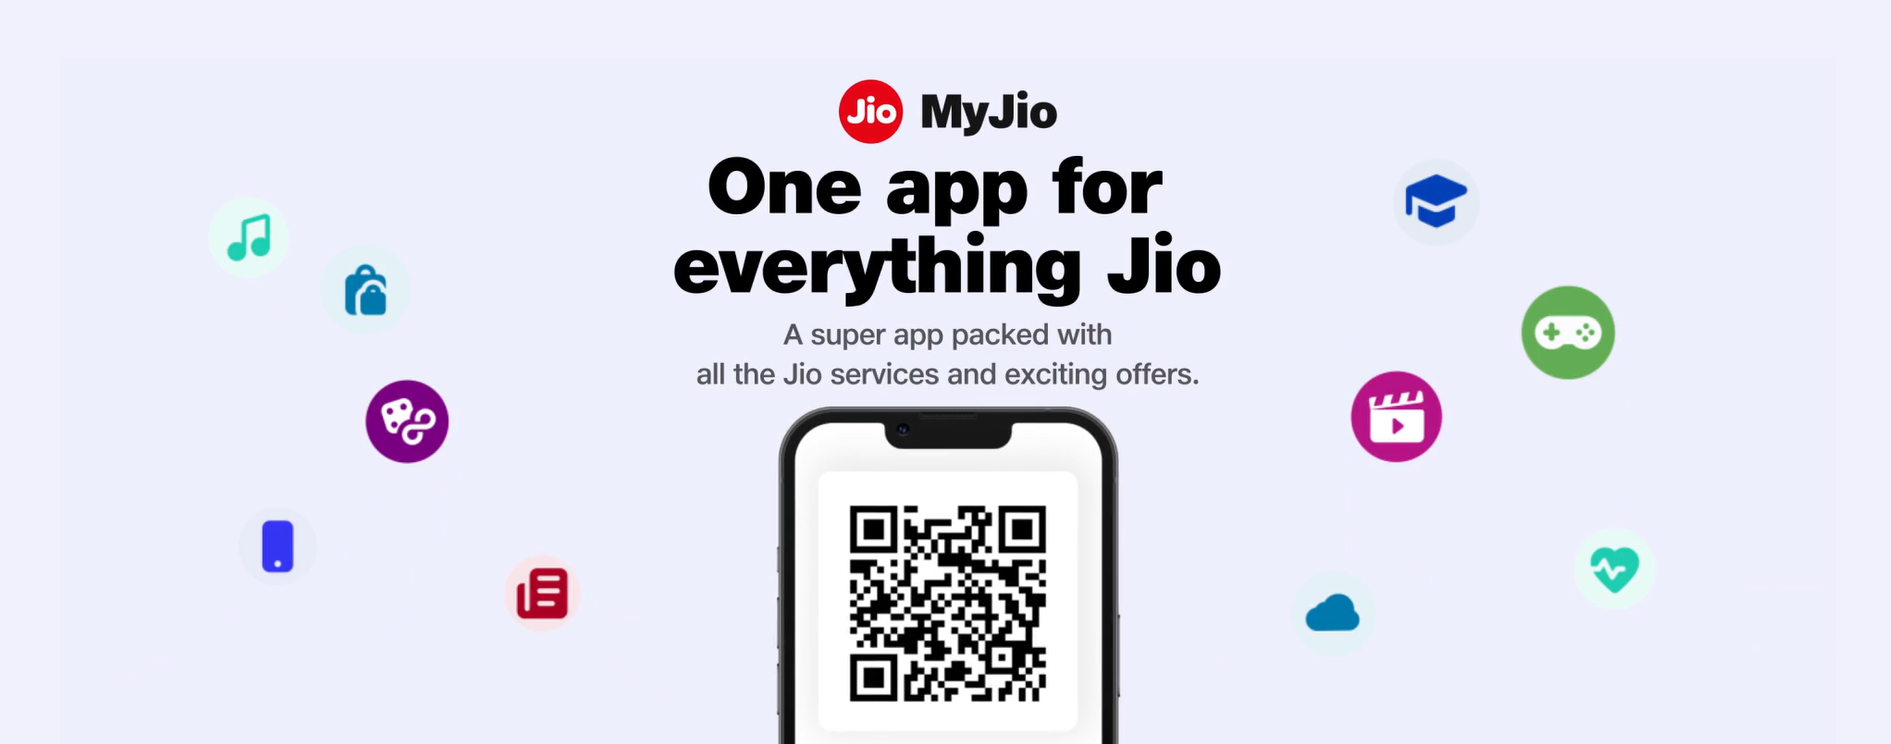 Jio MyJio
One app for
everything Jio
A super app packed with
all the Jio services and exciting offers.